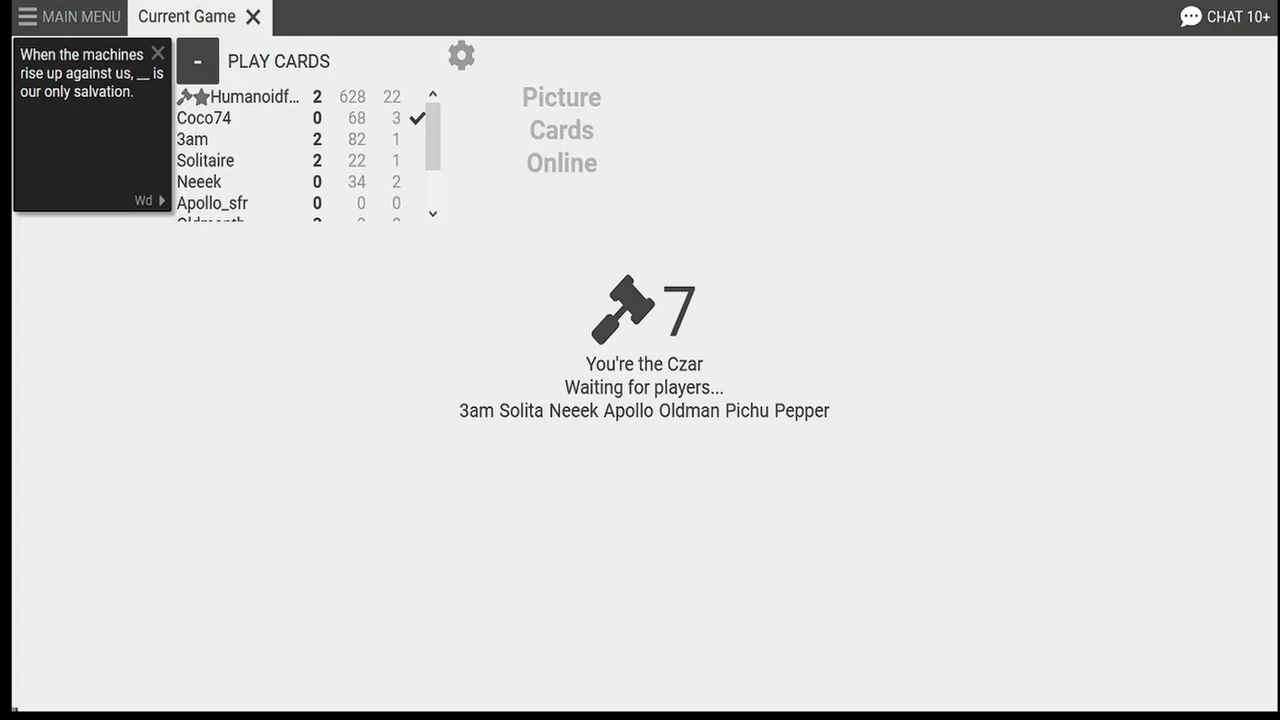 MAIN MENU
Current Game
CHAT 10+
When the machines
rise up against us, __ is
our only salvation.
Wd
- PLAY CARDS
Humanoidf... 2 628 22
Coco74 0 68 3
3am 2 82 1
Solitaire 2 22 1
Neeek 0 34 2
Apollo_sfr 0 0 0
Picture
Cards
Online
7
You're the Czar
Waiting for players...
3am Solita Neeek Apollo Oldman Pichu Pepper